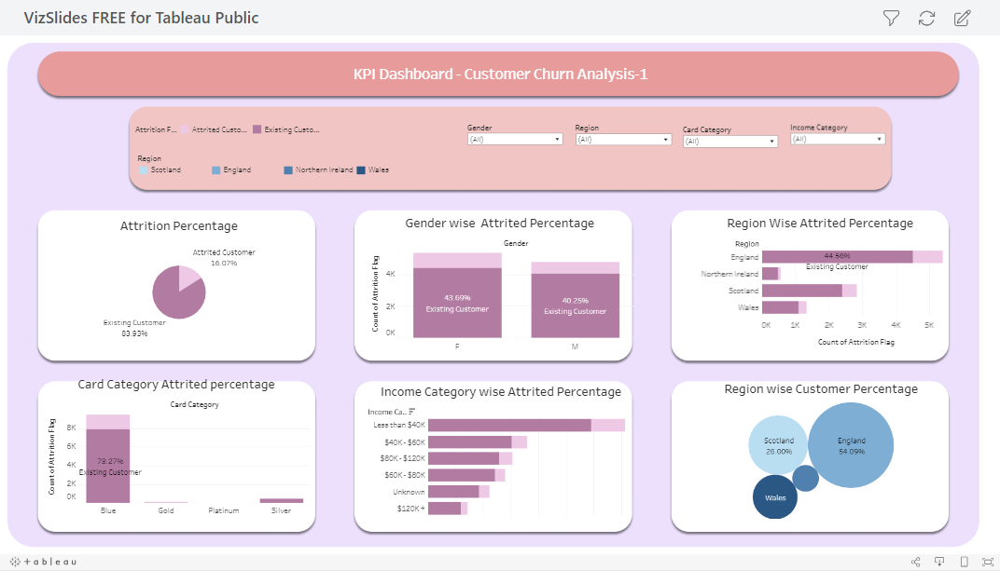 VizSlides FREE for Tableau Public
KPI Dashboard - Customer Churn Analysis-1
Attrition F... Attrited Custo... Existing Custo...
Gender Region Card Category Income Category
(All) (All) (All) (All)
Region
Scotland England Northern Ireland Wales
Attrition Percentage
Attrited Customer
16.07%
Existing Customer
83.93%
Gender wise Attrited Percentage
Gender
Count of Attrition Flag
4K
2K
0K
43.69%
Existing Customer
40.25%
Existing Customer
F M
Region Wise Attrited Percentage
Region
England
Northern Ireland
Scotland
Wales
44.56%
Existing Customer
0K 1K 2K 3K 4K 5K
Count of Attrition Flag
Card Category Attrited percentage
Card Category
Count of Attrition Flag
8K
6K
4K
2K
0K
78.27%
Existing Customer
Blue Gold Platinum Silver
Income Category wise Attrited Percentage
Income Ca..
Less than $40K
$40K - $60K
$80K - $120K
$60K - $80K
Unknown
$120K +
Region wise Customer Percentage
Scotland
26.00%
England
54.09%
Wales
+ a b l e a u